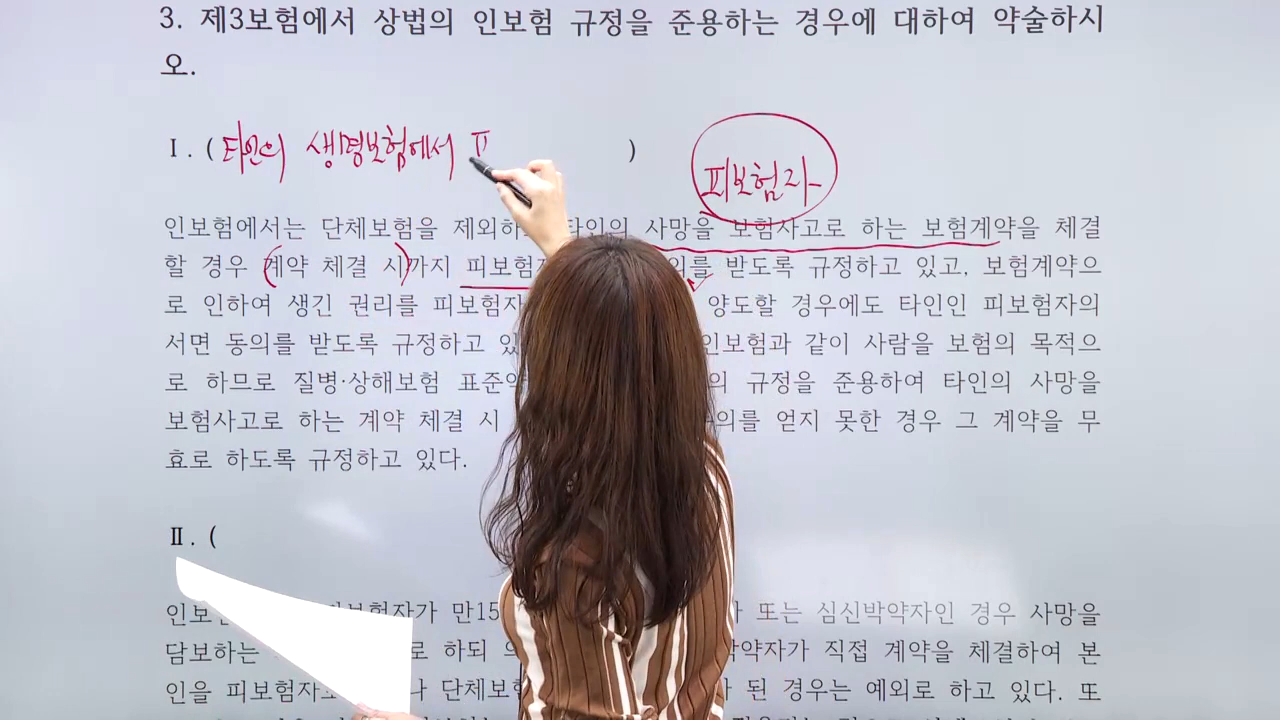 3. 제3보험에서 상법의 인보험 규정을 준용하는 경우에 대하여 약술하시
오.
Ⅰ. ( 타인의 생명보험에서 )
피보험자
인보험에서는 단체보험을 제외하 타인의 사망을 보험사고로 하는 보험계약을 체결
할 경우 (계약 체결 시)까지 피보험 를 받도록 규정하고 있고, 보험계약으
로 인하여 생긴 권리를 피보험자 양도할 경우에도 타인인 피보험자의
서면 동의를 받도록 규정하고 인보험과 같이 사람을 보험의 목적으
로 하므로 질병·상해보험 표준약 의 규정을 준용하여 타인의 사망을
보험사고로 하는 계약 체결 시 의를 얻지 못한 경우 그 계약을 무
효로 하도록 규정하고 있다.
Ⅱ. (
인보 보험자가 만15 또는 심신박약자인 경우 사망을
담보하는 로 하되 약자가 직접 계약을 체결하여 본
인을 피보험자 나 단체보험 된 경우는 예외로 하고 있다. 또